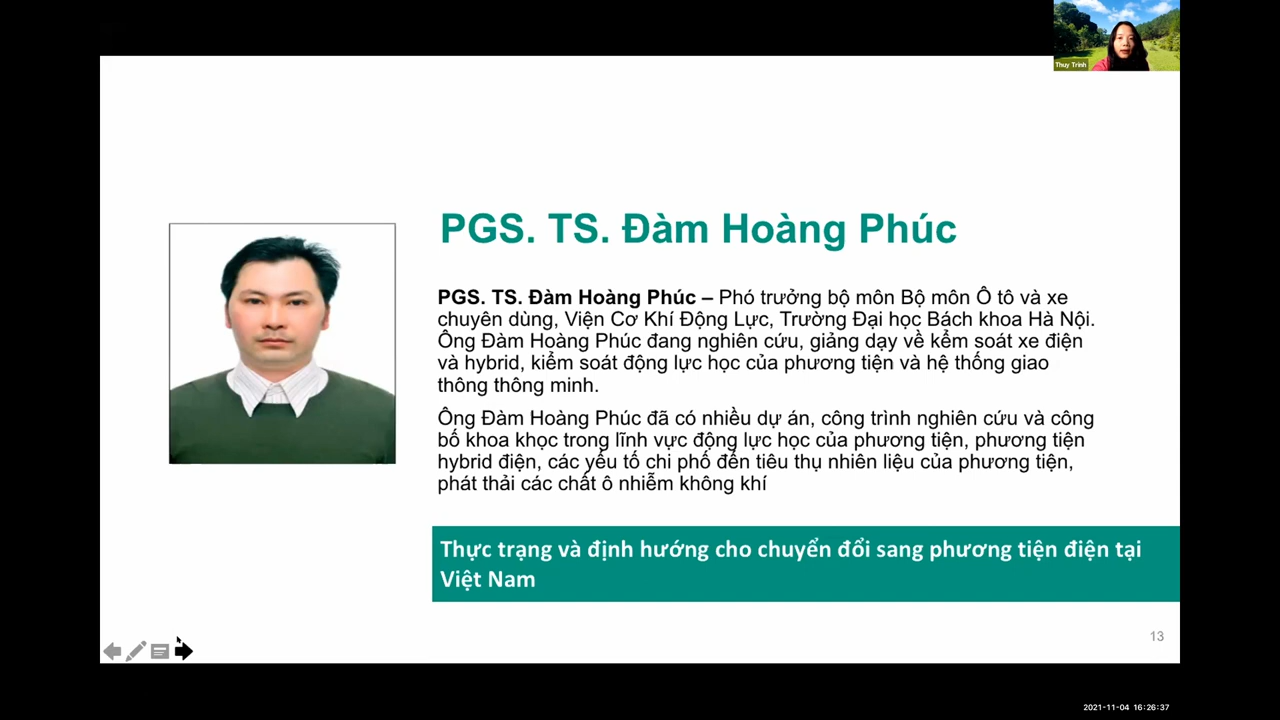 Thuy Trinh
PGS. TS. Đàm Hoàng Phúc
PGS. TS. Đàm Hoàng Phúc – Phó trưởng bộ môn Bộ môn Ô tô và xe
chuyên dùng, Viện Cơ Khí Động Lực, Trường Đại học Bách khoa Hà Nội.
Ông Đàm Hoàng Phúc đang nghiên cứu, giảng dạy về kểm soát xe điện
và hybrid, kiểm soát động lực học của phương tiện và hệ thống giao
thông thông minh.
Ông Đàm Hoàng Phúc đã có nhiều dự án, công trình nghiên cứu và công
bố khoa khọc trong lĩnh vực động lực học của phương tiện, phương tiện
hybrid điện, các yếu tố chi phố đến tiêu thụ nhiên liệu của phương tiện,
phát thải các chất ô nhiễm không khí
Thực trạng và định hướng cho chuyển đổi sang phương tiện điện tại
Việt Nam
13
2021-11-04 16:26:37